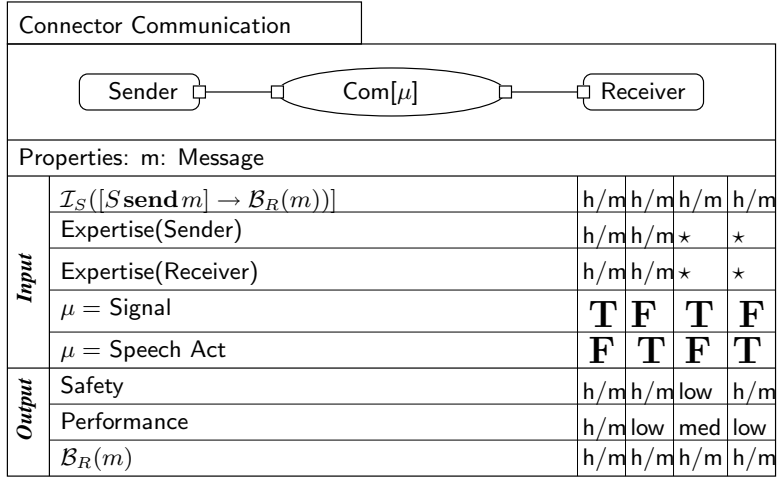 Connector Communication
Sender Com[μ] Receiver
Properties: m: Message
Input
𝓘_S([S send m] → 𝓑_R(m))] h/m h/m h/m h/m
Expertise(Sender) h/m h/m ⋆ ⋆
Expertise(Receiver) h/m h/m ⋆ ⋆
μ = Signal T F T F
μ = Speech Act F T F T
Output
Safety h/m h/m low h/m
Performance h/m low med low
𝓑_R(m) h/m h/m h/m h/m